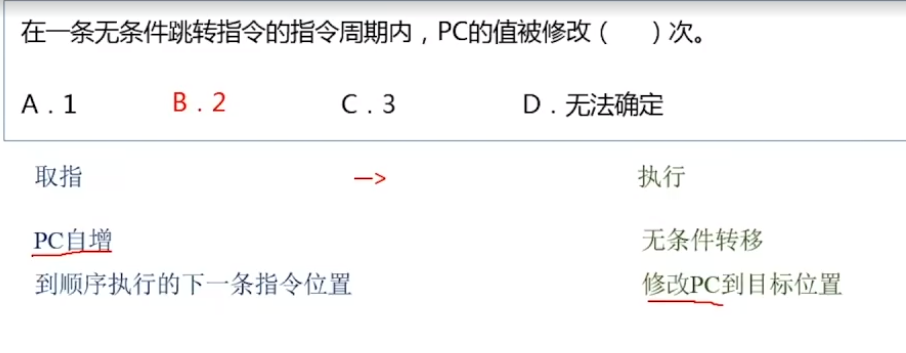 在一条无条件跳转指令的指令周期内，PC的值被修改（　　）次。
A．1　B．2　C．3　D．无法确定
取指　—>　执行
PC自增　无条件转移
到顺序执行的下一条指令位置　修改PC到目标位置